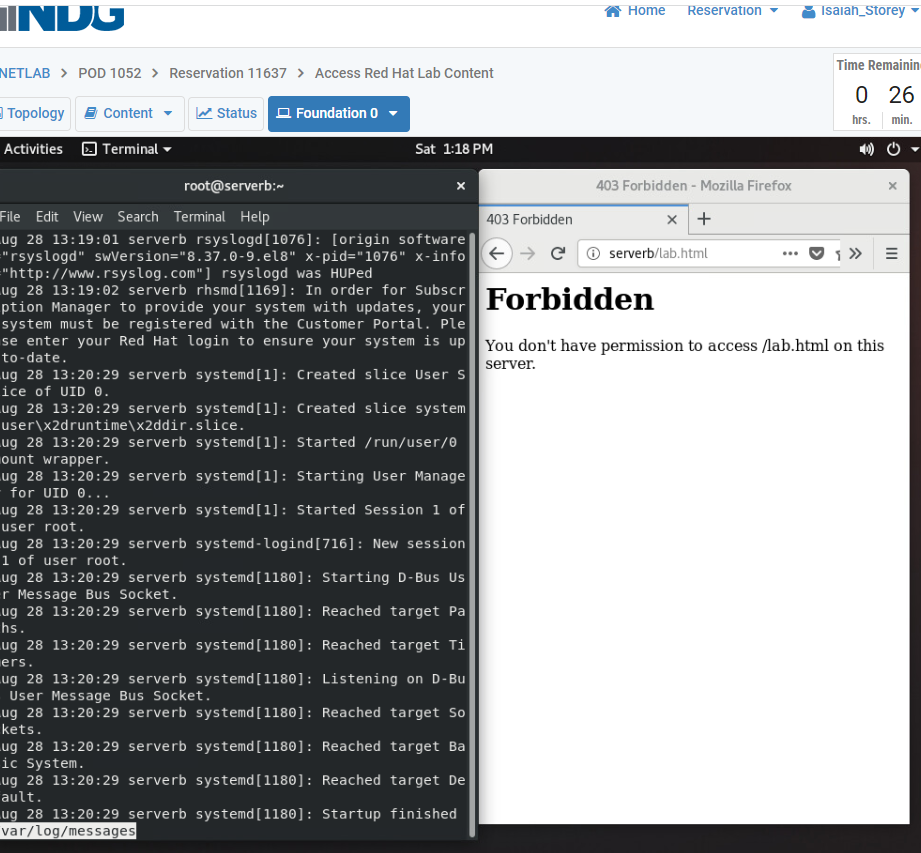 NDG
Home
Reservation
Isaiah_Storey
NETLAB > POD 1052 > Reservation 11637 > Access Red Hat Lab Content
Time Remaining
0 26
hrs. min.
Topology
Content
Status
Foundation 0
Activities
Terminal
Sat 1:18 PM
root@serverb:~
File Edit View Search Terminal Help
ug 28 13:19:01 serverb rsyslogd[1076]: [origin software
"rsyslogd" swVersion="8.37.0-9.el8" x-pid="1076" x-info
"http://www.rsyslog.com"] rsyslogd was HUPed
ug 28 13:19:02 serverb rhsmd[1169]: In order for Subscr
ption Manager to provide your system with updates, your
system must be registered with the Customer Portal. Ple
se enter your Red Hat login to ensure your system is up
to-date.
ug 28 13:20:29 serverb systemd[1]: Created slice User S
ice of UID 0.
ug 28 13:20:29 serverb systemd[1]: Created slice system
user\x2druntime\x2ddir.slice.
ug 28 13:20:29 serverb systemd[1]: Started /run/user/0
ount wrapper.
ug 28 13:20:29 serverb systemd[1]: Starting User Manage
 for UID 0...
ug 28 13:20:29 serverb systemd[1]: Started Session 1 of
user root.
ug 28 13:20:29 serverb systemd-logind[716]: New session
1 of user root.
ug 28 13:20:29 serverb systemd[1180]: Starting D-Bus Us
r Message Bus Socket.
ug 28 13:20:29 serverb systemd[1180]: Reached target Pa
hs.
ug 28 13:20:29 serverb systemd[1180]: Reached target Ti
ers.
ug 28 13:20:29 serverb systemd[1180]: Listening on D-Bu
 User Message Bus Socket.
ug 28 13:20:29 serverb systemd[1180]: Reached target So
kets.
ug 28 13:20:29 serverb systemd[1180]: Reached target Ba
ic System.
ug 28 13:20:29 serverb systemd[1180]: Reached target De
ault.
ug 28 13:20:29 serverb systemd[1180]: Startup finished
var/log/messages
403 Forbidden - Mozilla Firefox
403 Forbidden
serverb/lab.html
Forbidden
You don't have permission to access /lab.html on this
server.